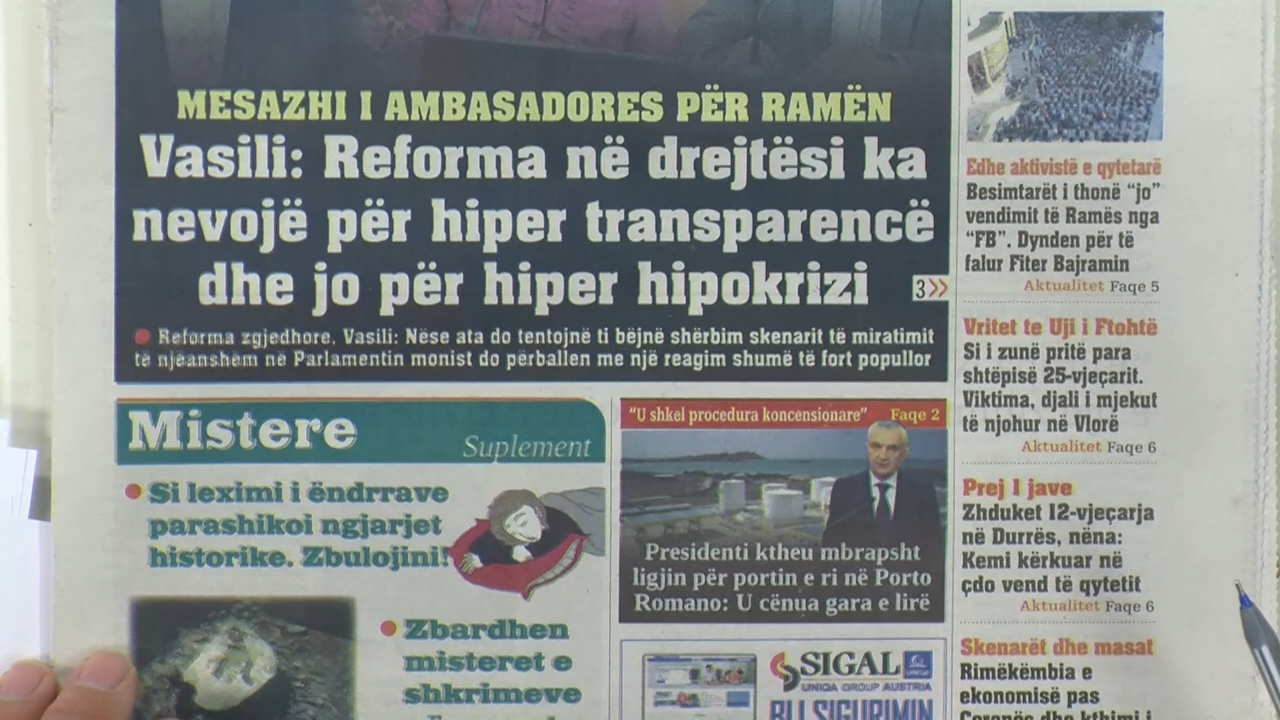 MESAZHI I AMBASADORES PËR RAMËN
Vasili: Reforma në drejtësi ka
nevojë për hiper transparencë
dhe jo për hiper hipokrizi
3
Reforma zgjedhore, Vasili: Nëse ata do tentojnë ti bëjnë shërbim skenarit të miratimit
të njëanshëm në Parlamentin monist do përballen me një reagim shumë të fort popullor
Mistere
Suplement
Si leximi i ëndrrave
parashikoi ngjarjet
historike. Zbulojini!
Zbardhen
misteret e
shkrimeve
"U shkel procedura koncensionare" Faqe 2
Presidenti ktheu mbrapsht
ligjin për portin e ri në Porto
Romano: U cënua gara e lirë
SIGAL
UNIQA GROUP AUSTRIA
BLI SIGURIMIN
Edhe aktivistë e qytetarë
Besimtarët i thonë "jo"
vendimit të Ramës nga
"FB". Dynden për të
falur Fiter Bajramin
Aktualitet Faqe 5
Vritet te Uji i Ftohtë
Si i zunë pritë para
shtëpisë 25-vjeçarit.
Viktima, djali i mjekut
të njohur në Vlorë
Aktualitet Faqe 6
Prej 1 jave
Zhduket 12-vjeçarja
në Durrës, nëna:
Kemi kërkuar në
çdo vend të qytetit
Aktualitet Faqe 6
Skenarët dhe masat
Rimëkëmbia e
ekonomisë pas